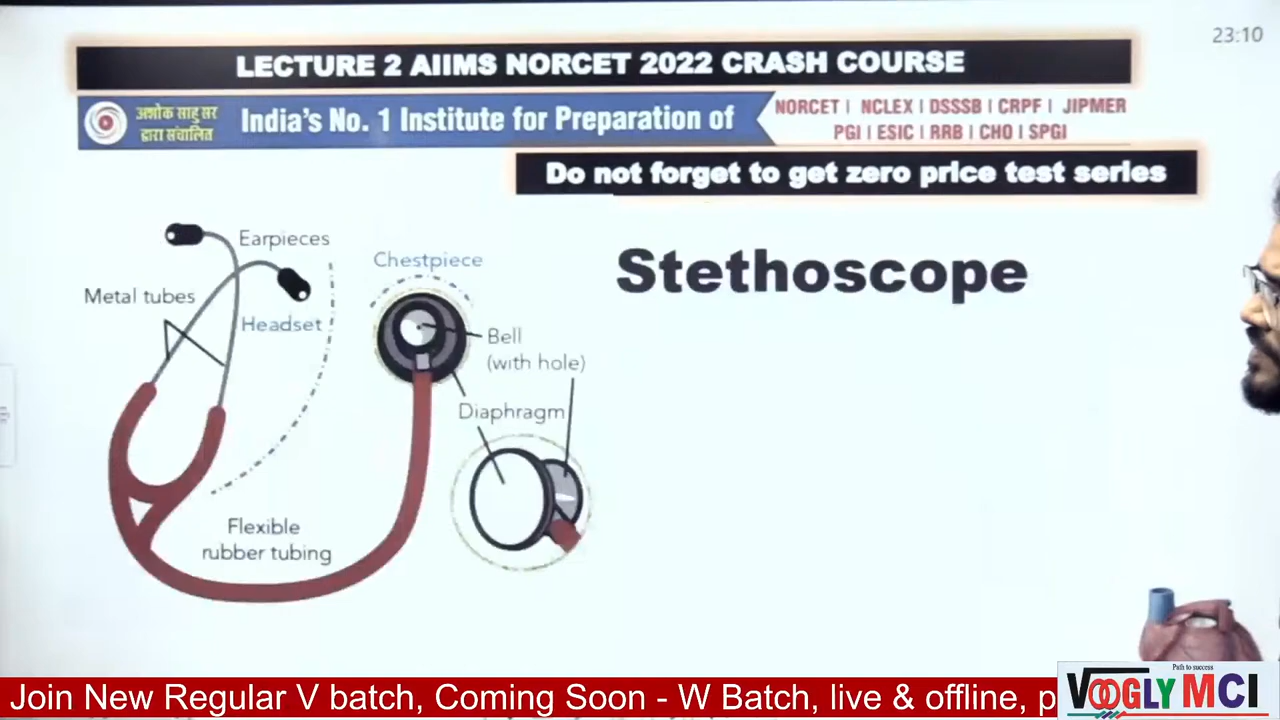 23:10
LECTURE 2 AIIMS NORCET 2022 CRASH COURSE
अशोक साहू सर
द्वारा संचालित
India's No. 1 Institute for Preparation of
NORCET | NCLEX | DSSSB | CRPF | JIPMER
PGI | ESIC | RRB | CHO | SPGI
Do not forget to get zero price test series
Stethoscope
Earpieces
Chestpiece
Metal tubes
Headset
Bell
(with hole)
Diaphragm
Flexible
rubber tubing
Path to success
VOOGLY MCI
Join New Regular V batch, Coming Soon - W Batch, live & offline, p